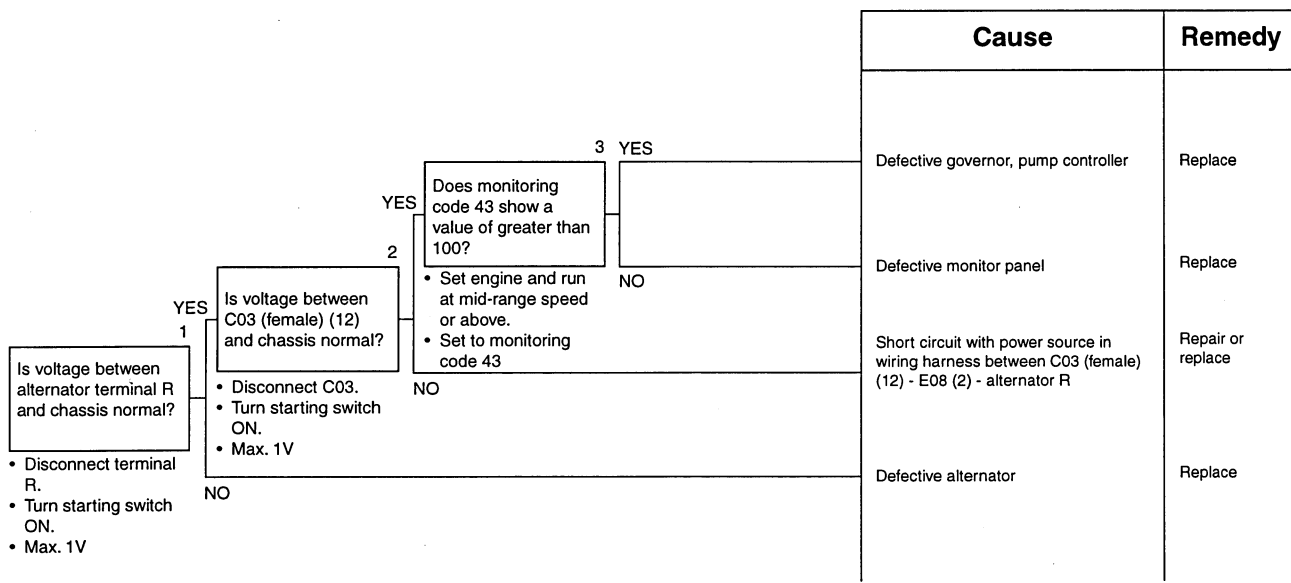 Cause
Remedy
3 YES
Defective governor, pump controller
Replace
YES
Does monitoring
code 43 show a
value of greater than
100?
NO
Defective monitor panel
Replace
• Set engine and run
at mid-range speed
or above.
• Set to monitoring
code 43
2
YES
Is voltage between
C03 (female) (12)
and chassis normal?
NO
Short circuit with power source in
wiring harness between C03 (female)
(12) - E08 (2) - alternator R
Repair or
replace
• Disconnect C03.
• Turn starting switch
ON.
• Max. 1V
1
Is voltage between
alternator terminal R
and chassis normal?
NO
Defective alternator
Replace
• Disconnect terminal
R.
• Turn starting switch
ON.
• Max. 1V